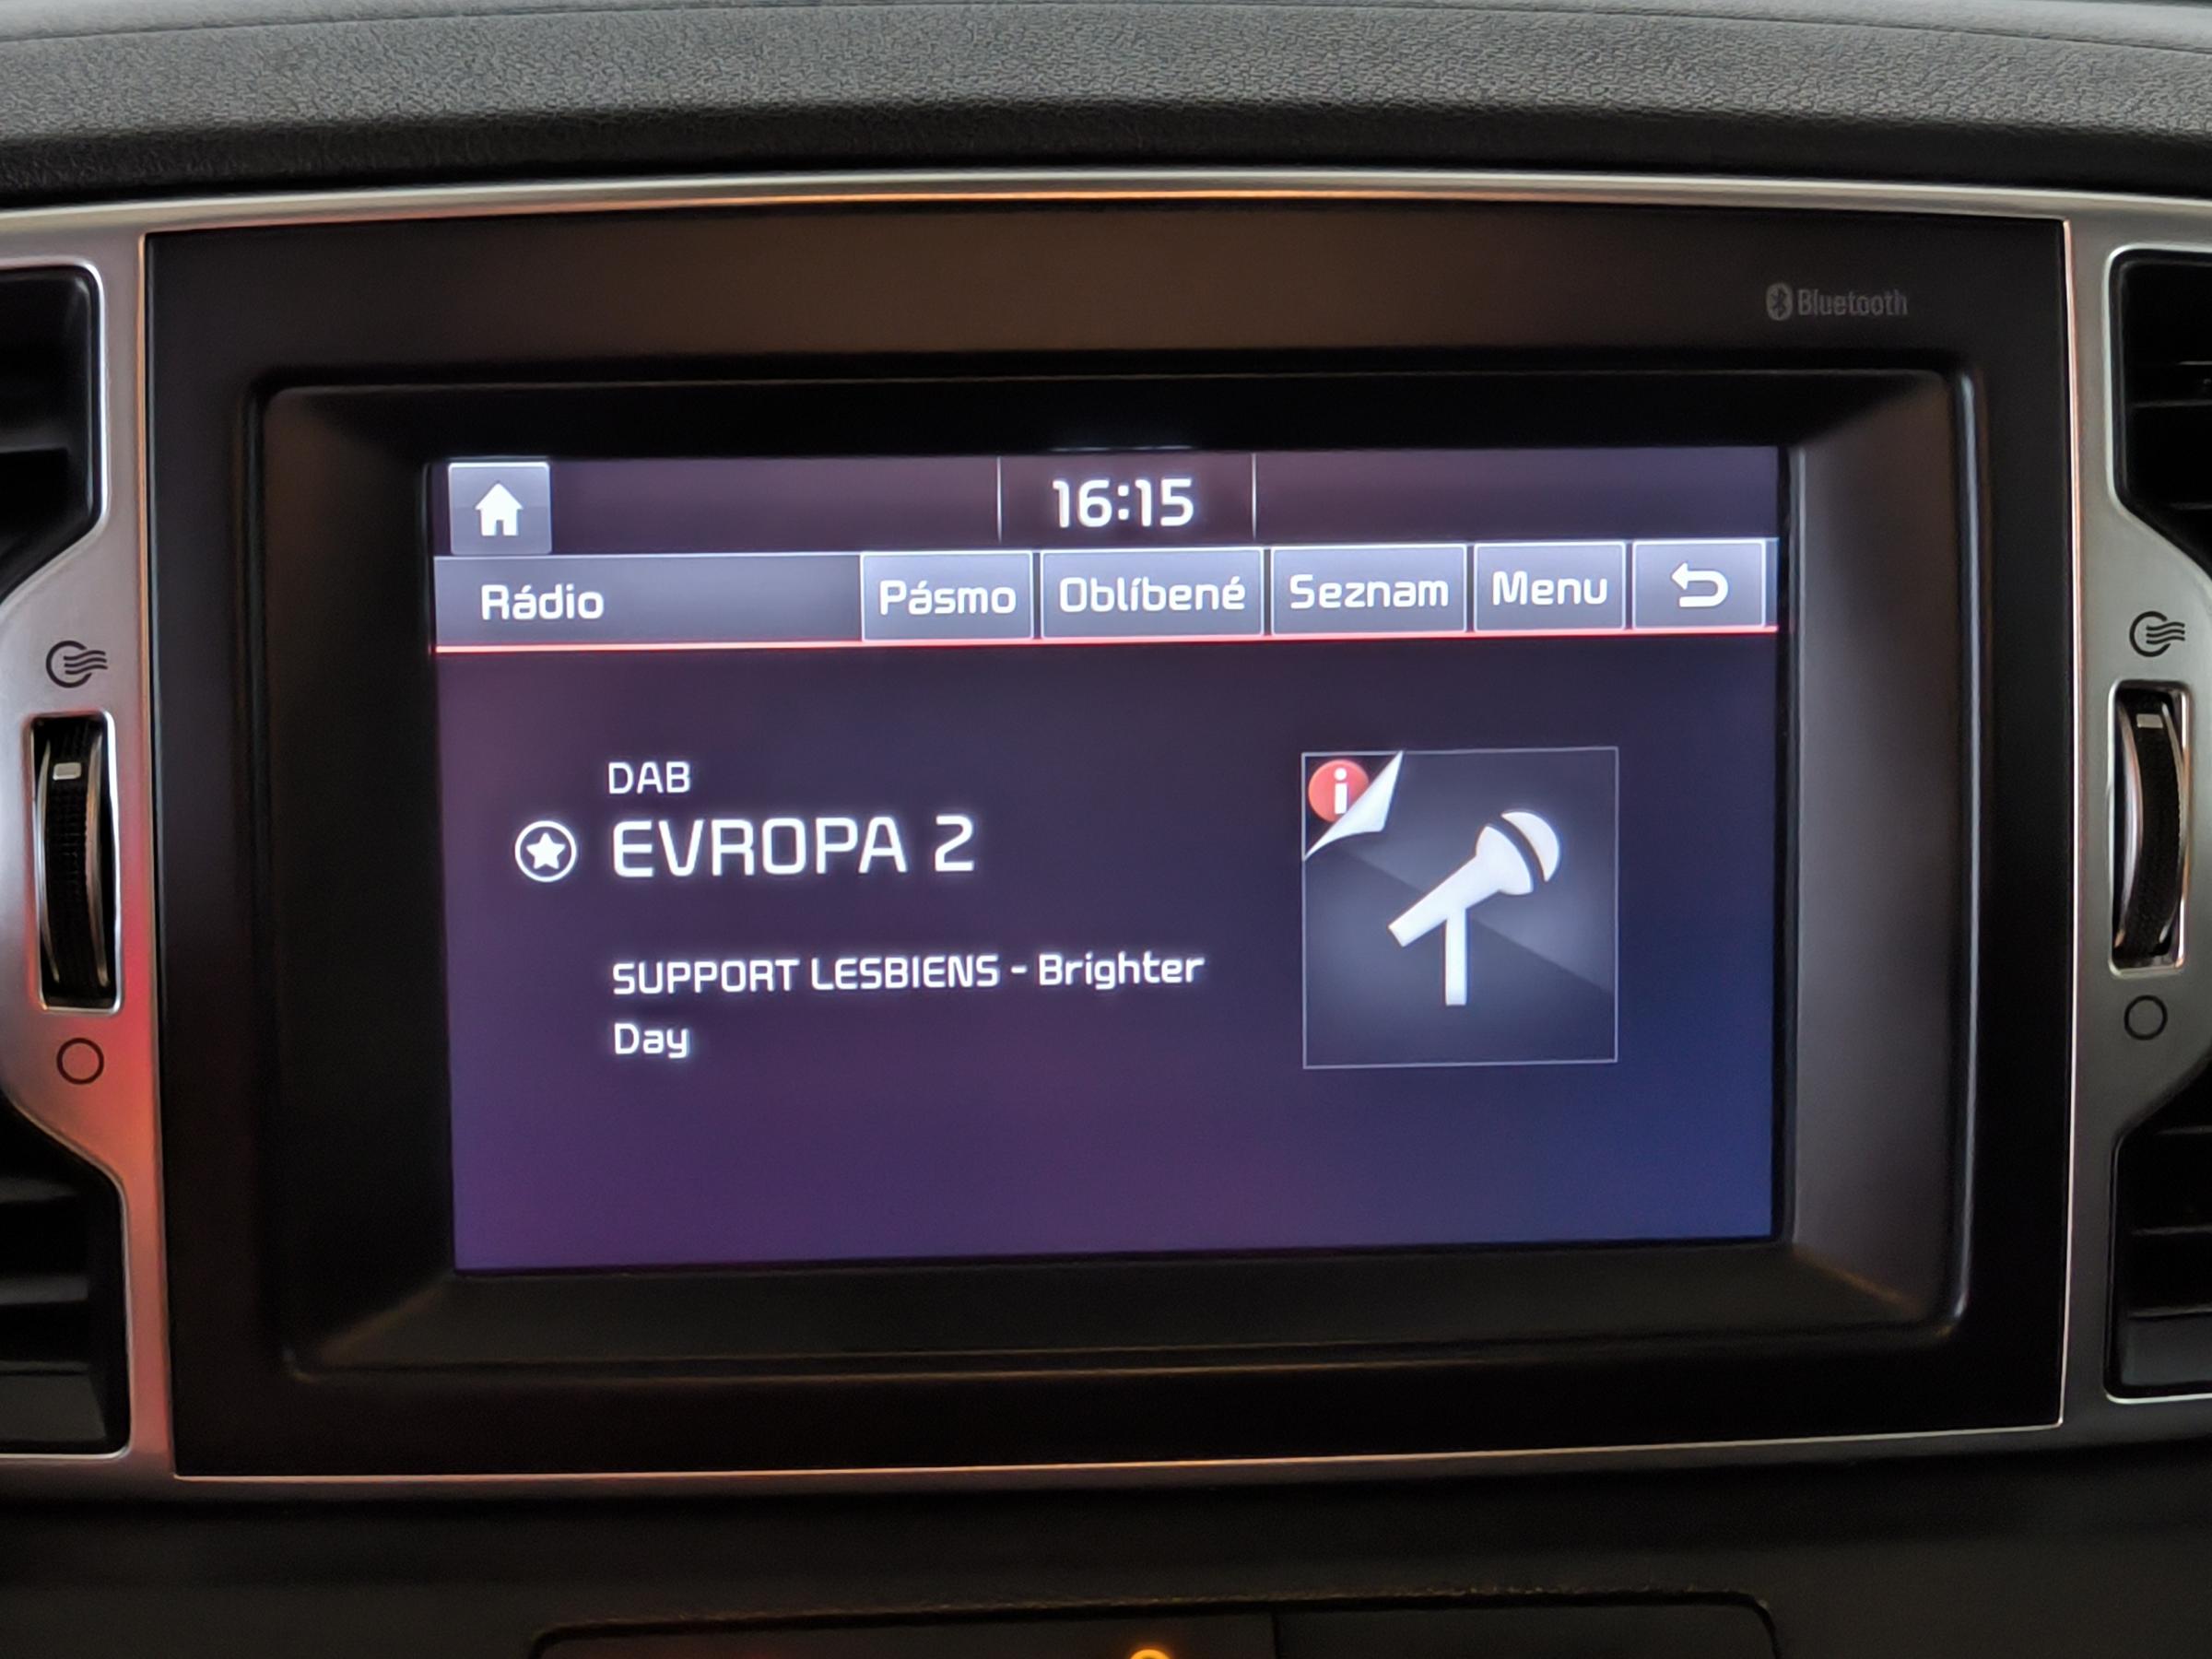 Bluetooth
16:15
Rádio Pásmo Oblíbené Seznam Menu
DAB
EVROPA 2
SUPPORT LESBIENS - Brighter
Day